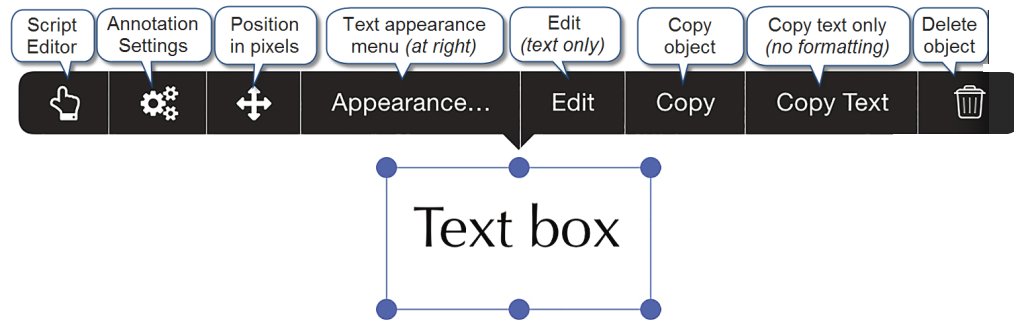 Script
Editor
Annotation
Settings
Position
in pixels
Text appearance
menu (at right)
Edit
(text only)
Copy
object
Copy text only
(no formatting)
Delete
object
Appearance...
Edit
Copy
Copy Text
Text box